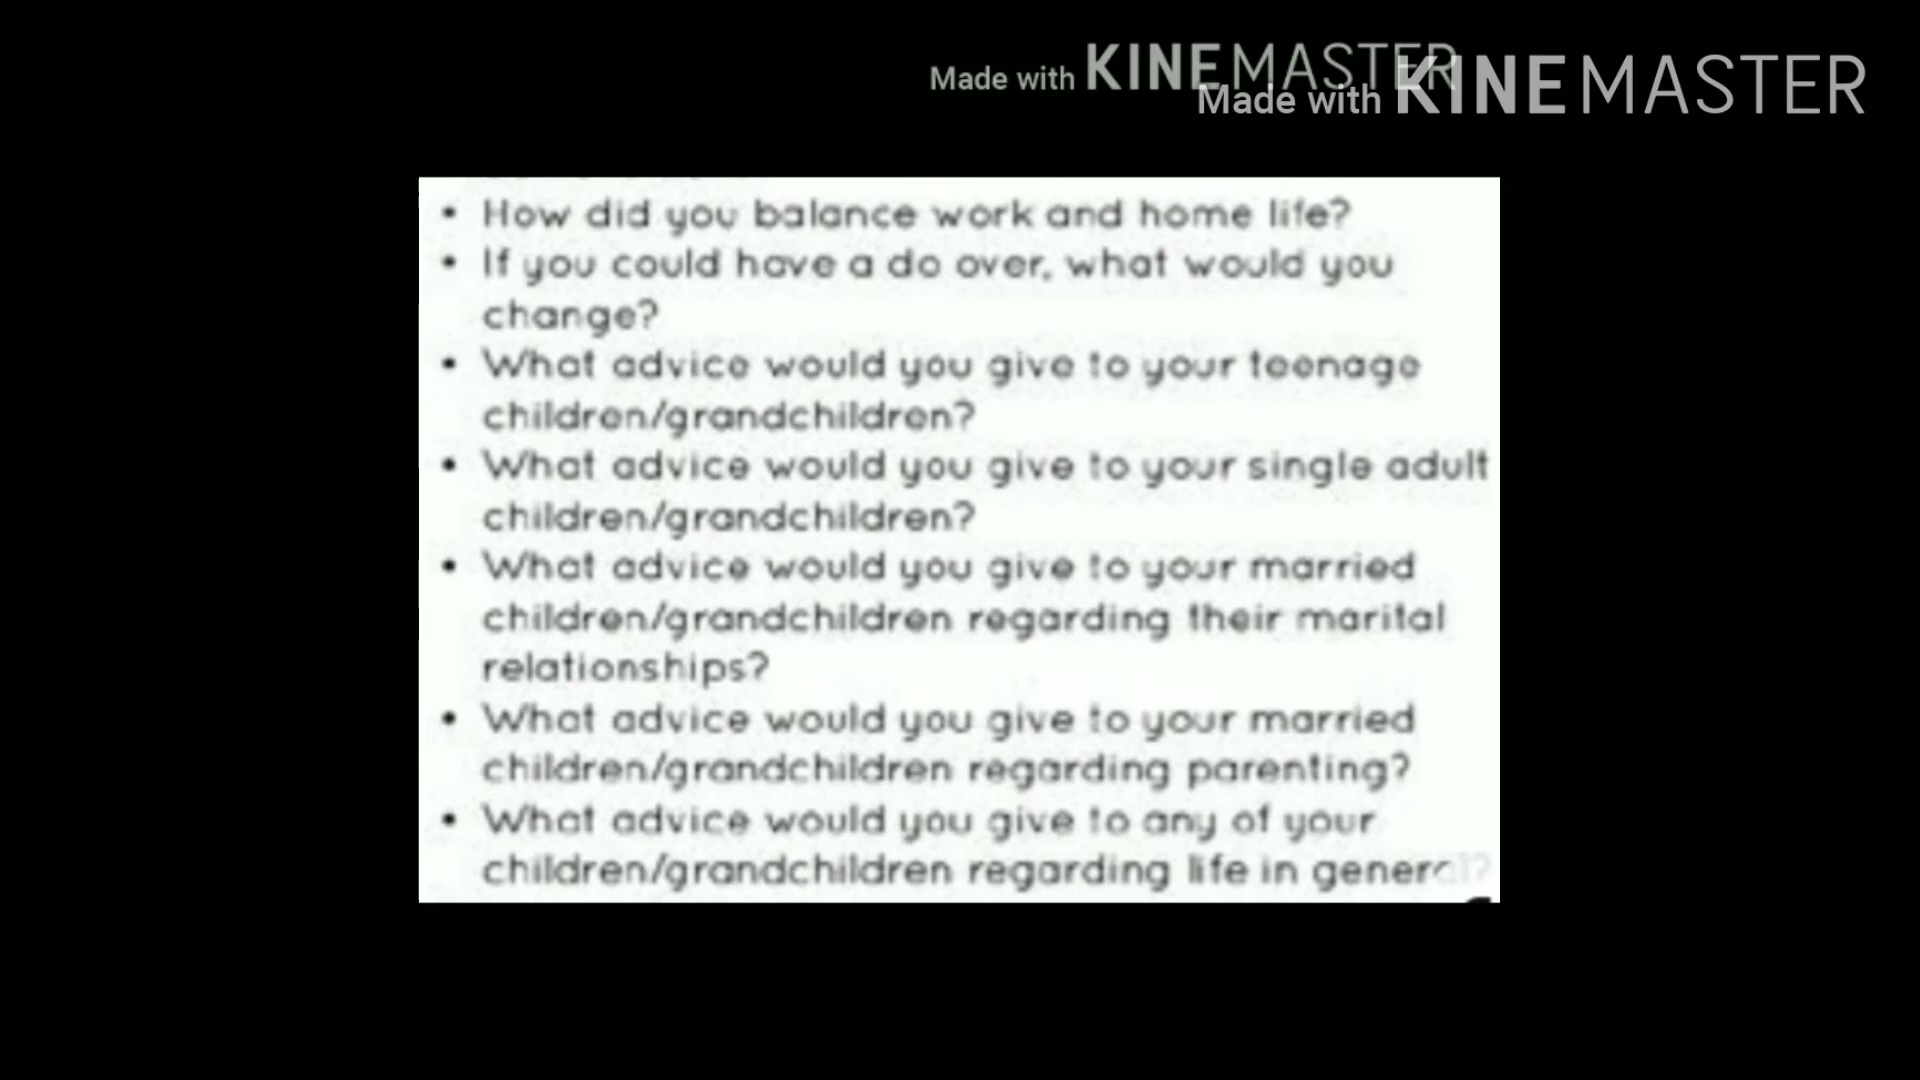 Made with KINEMASTER
Made with KINEMASTER
• How did you balance work and home life?
• If you could have a do over, what would you
change?
• What advice would you give to your teenage
children/grandchildren?
• What advice would you give to your single adult
children/grandchildren?
• What advice would you give to your married
children/grandchildren regarding their marital
relationships?
• What advice would you give to your married
children/grandchildren regarding parenting?
• What advice would you give to any of your
children/grandchildren regarding life in general?